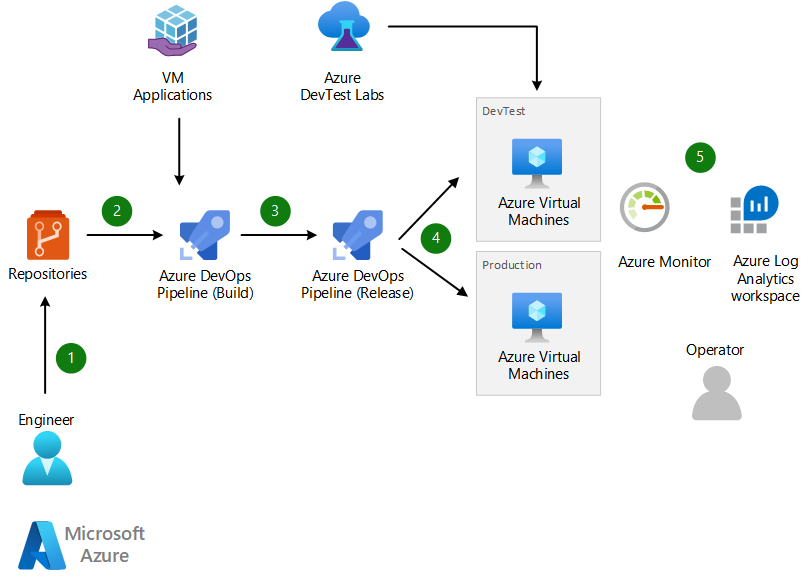 VM
Applications
Azure
DevTest Labs
DevTest
Azure Virtual
Machines
5
2
3
4
Repositories
Azure DevOps
Pipeline (Build)
Azure DevOps
Pipeline (Release)
Azure Monitor
Azure Log
Analytics
workspace
Production
Azure Virtual
Machines
1
Operator
Engineer
Microsoft
Azure